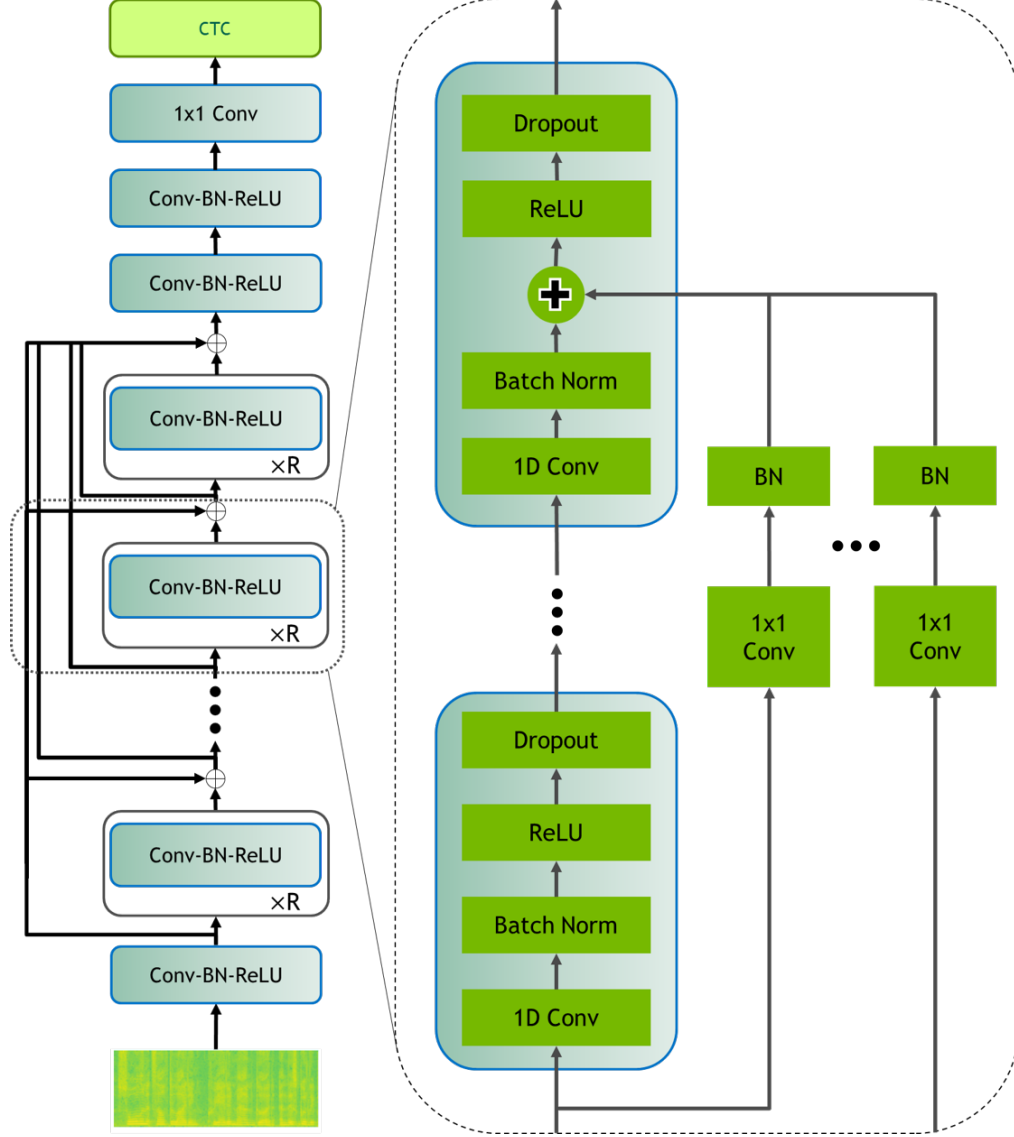 CTC
1x1 Conv
Conv-BN-ReLU
Conv-BN-ReLU
Conv-BN-ReLU
×R
Conv-BN-ReLU
×R
Conv-BN-ReLU
×R
Conv-BN-ReLU
Dropout
ReLU
Batch Norm
1D Conv
Dropout
ReLU
Batch Norm
1D Conv
BN
1x1
Conv
BN
1x1
Conv